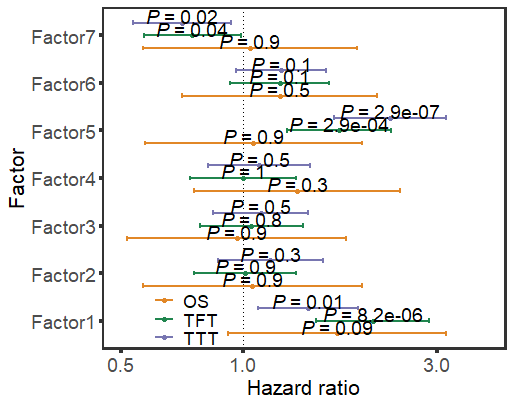 P = 0.02
P = 0.04
Factor7
P = 0.9
P = 0.1
Factor6
P = 0.1
P = 0.5
P = 2.9e-07
Factor5
P = 2.9e-04
P = 0.9
P = 0.5
Factor4
P = 1
P = 0.3
P = 0.5
Factor3
P = 0.8
P = 0.9
P = 0.3
Factor2
P = 0.9
P = 0.9
P = 0.01
Factor1
P = 8.2e-06
P = 0.09
OS
TFT
TTT
0.5 1.0 3.0
Hazard ratio
Factor